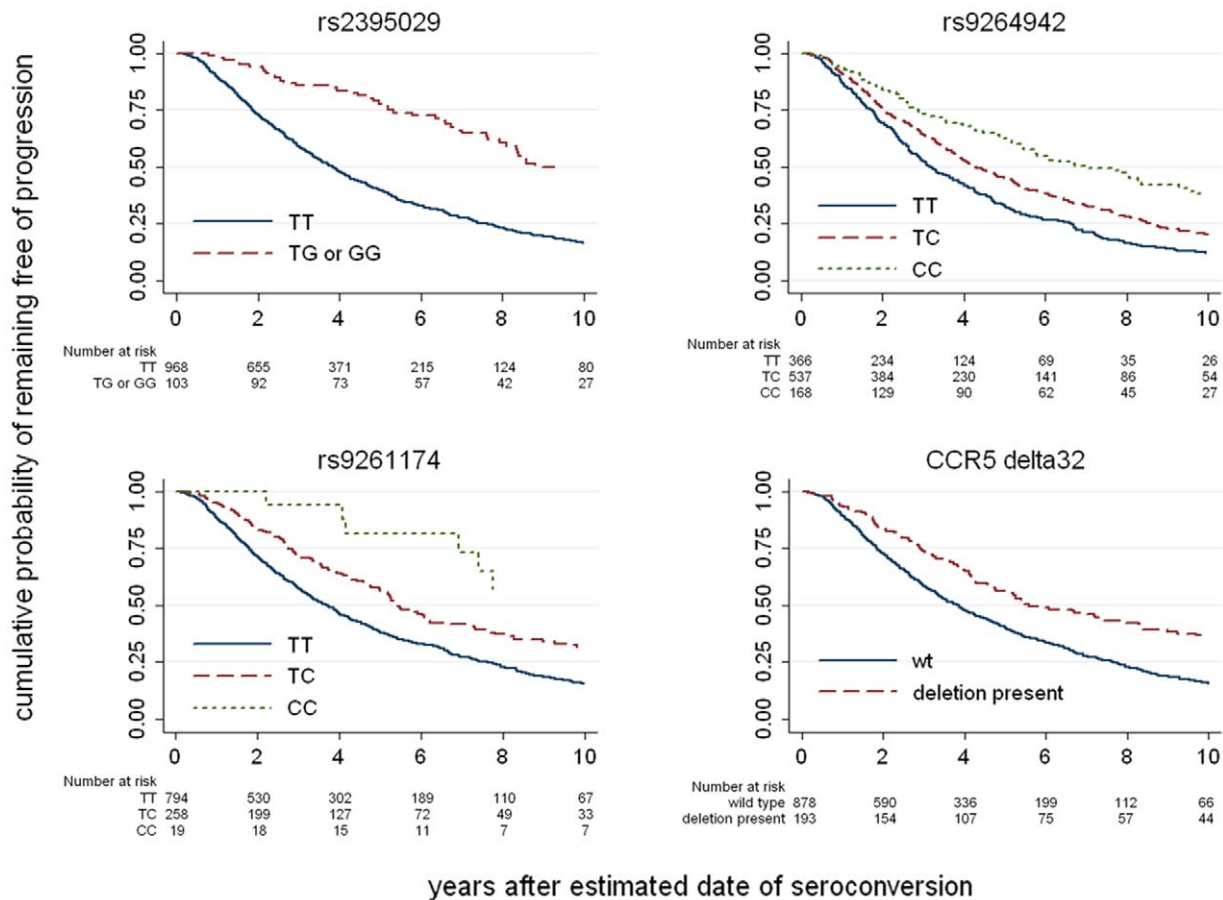 cumulative probability of remaining free of progression
rs2395029
1.00
0.75
0.50
0.25
0.00
TT
TG or GG
0 2 4 6 8 10
Number at risk
TT 968 655 371 215 124 80
TG or GG 103 92 73 57 42 27
rs9264942
1.00
0.75
0.50
0.25
0.00
TT
TC
CC
0 2 4 6 8 10
Number at risk
TT 366 234 124 69 35 26
TC 537 384 230 141 86 54
CC 168 129 90 62 45 27
rs9261174
1.00
0.75
0.50
0.25
0.00
TT
TC
CC
0 2 4 6 8 10
Number at risk
TT 794 530 302 189 110 67
TC 258 199 127 72 49 33
CC 19 18 15 11 7 7
CCR5 delta32
1.00
0.75
0.50
0.25
0.00
wt
deletion present
0 2 4 6 8 10
Number at risk
wild type 878 590 336 199 112 66
deletion present 193 154 107 75 57 44
years after estimated date of seroconversion